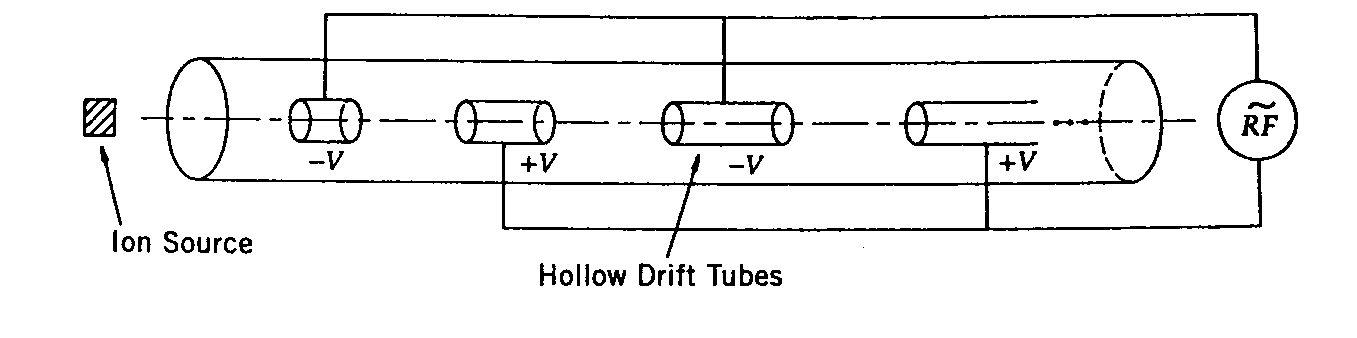 −V
+V
−V
+V
~
RF
Ion Source
Hollow Drift Tubes